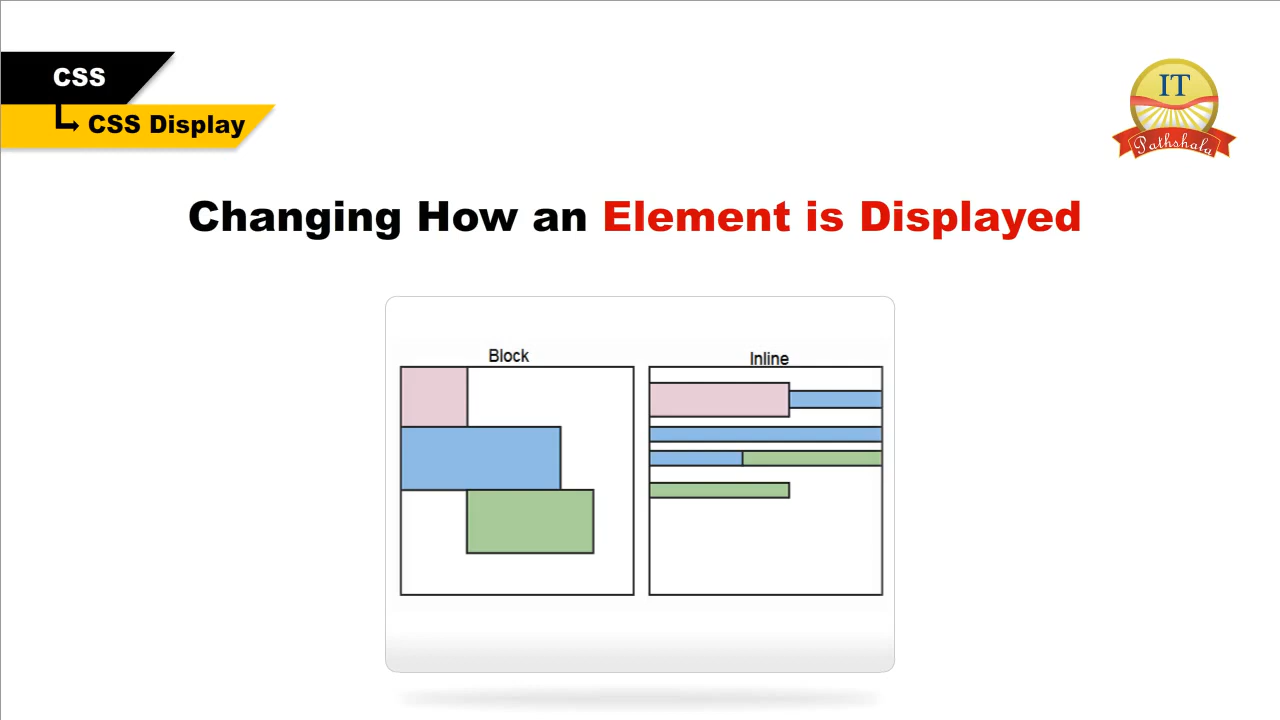 CSS
CSS Display
IT
Pathshala
Changing How an Element is Displayed
Block
Inline